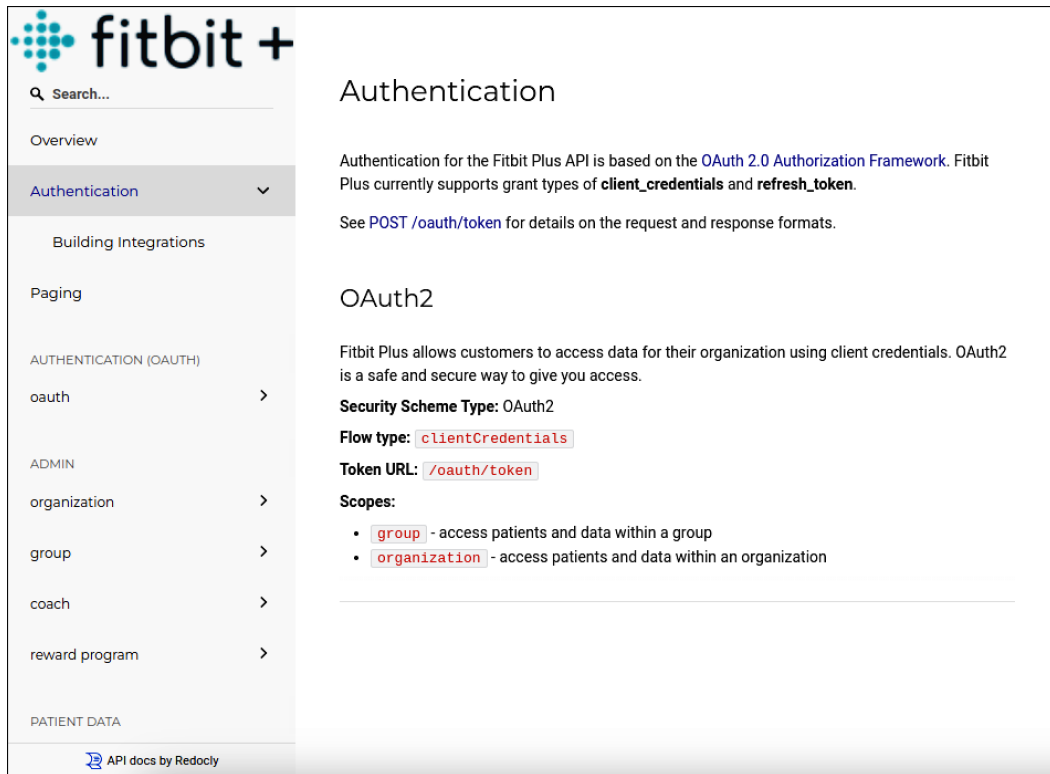 fitbit +
Search...
Overview
Authentication
Building Integrations
Paging
AUTHENTICATION (OAUTH)
oauth
ADMIN
organization
group
coach
reward program
PATIENT DATA
API docs by Redocly
Authentication
Authentication for the Fitbit Plus API is based on the OAuth 2.0 Authorization Framework. Fitbit
Plus currently supports grant types of client_credentials and refresh_token.
See POST /oauth/token for details on the request and response formats.
OAuth2
Fitbit Plus allows customers to access data for their organization using client credentials. OAuth2
is a safe and secure way to give you access.
Security Scheme Type: OAuth2
Flow type: clientCredentials
Token URL: /oauth/token
Scopes:
• group - access patients and data within a group
• organization - access patients and data within an organization